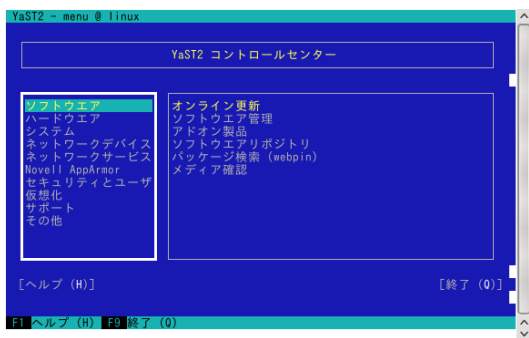 YaST2 - menu @ linux
YaST2 コントロールセンター
ソフトウエア
ハードウエア
システム
ネットワークデバイス
ネットワークサービス
Novell AppArmor
セキュリティとユーザ
仮想化
サポート
その他
オンライン更新
ソフトウエア管理
アドオン製品
ソフトウエアリポジトリ
パッケージ検索 (webpin)
メディア確認
[ヘルプ (H)]
[終了 (Q)]
F1 ヘルプ (H) F9 終了 (Q)